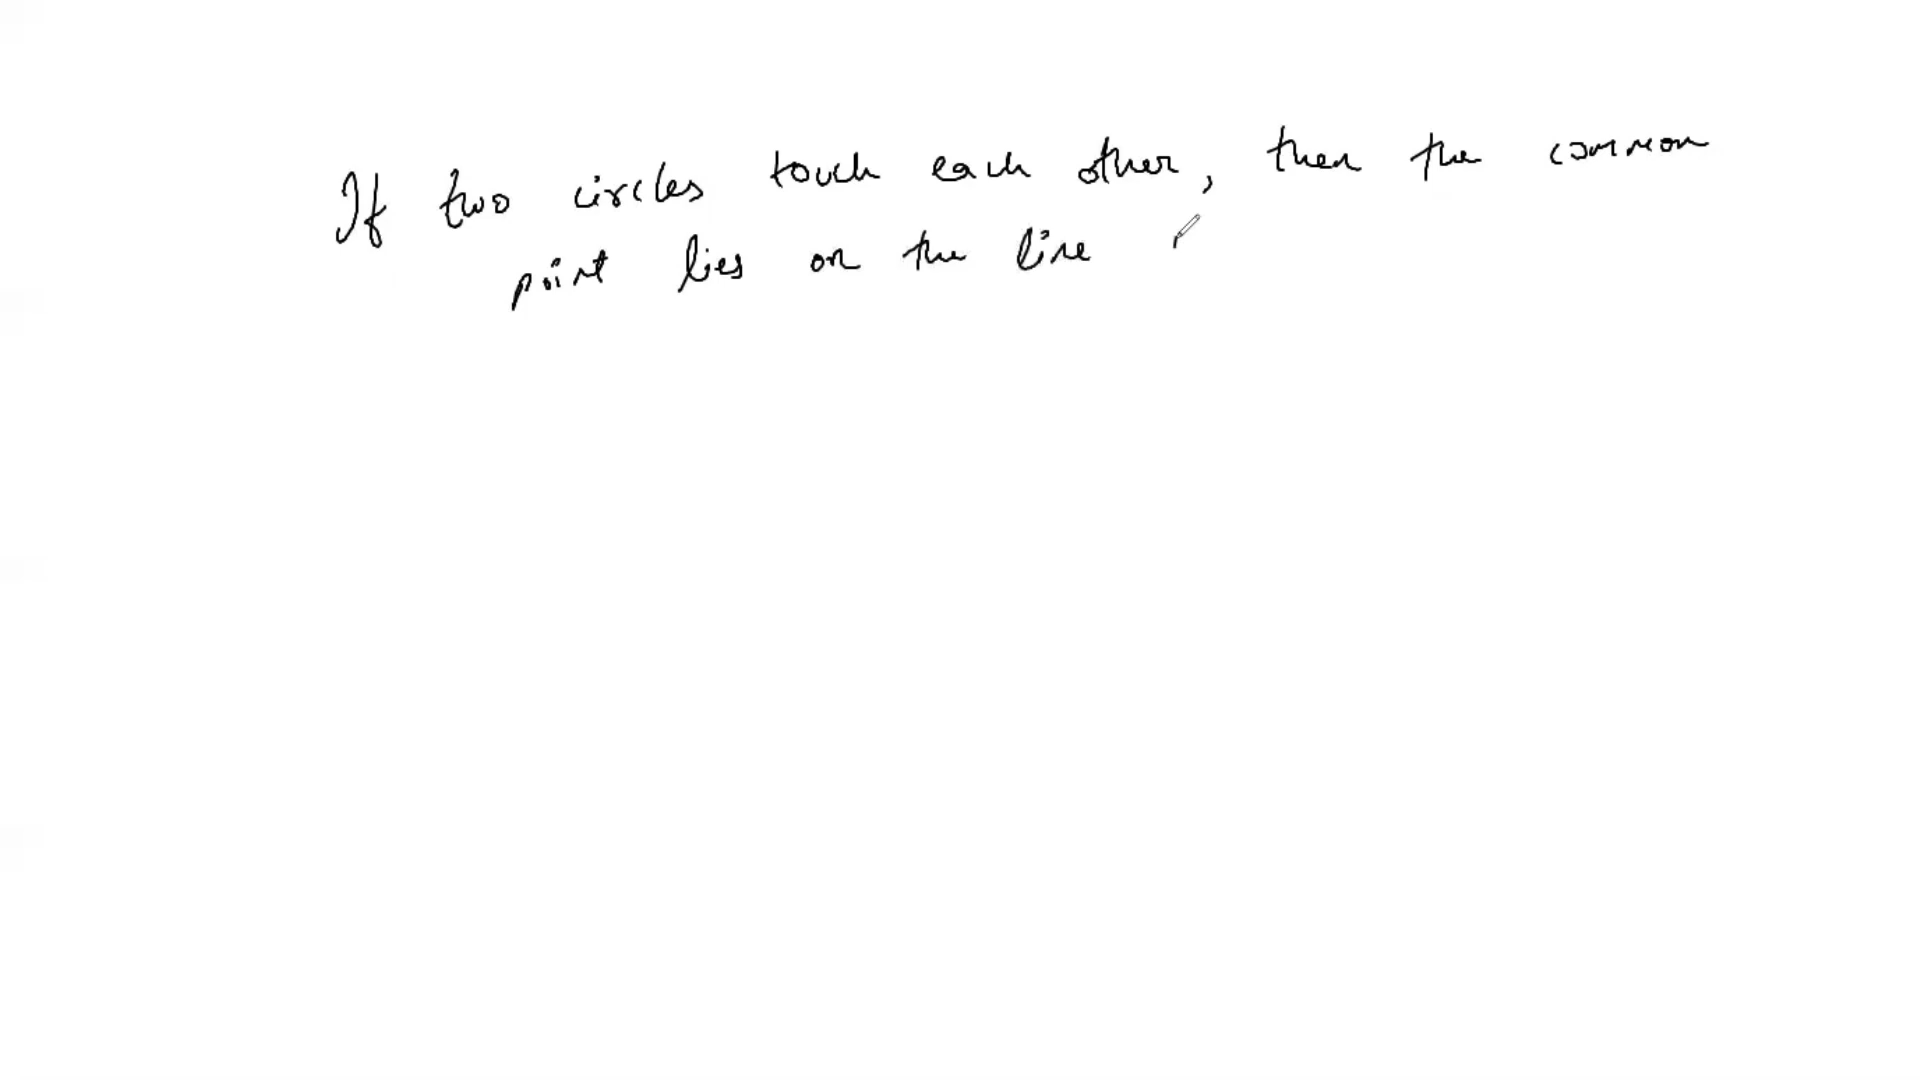 If two circles touch each other, then the common
point lies on the line